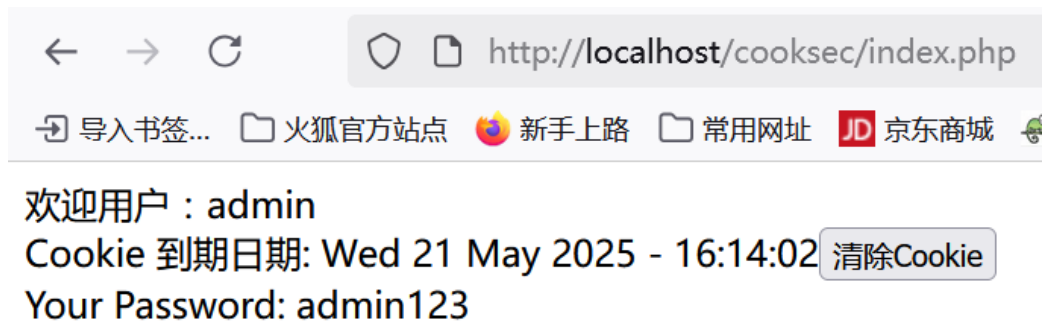 http://localhost/cooksec/index.php
导入书签... 火狐官方站点 新手上路 常用网址 JD 京东商城
欢迎用户：admin
Cookie 到期日期: Wed 21 May 2025 - 16:14:02 清除Cookie
Your Password: admin123